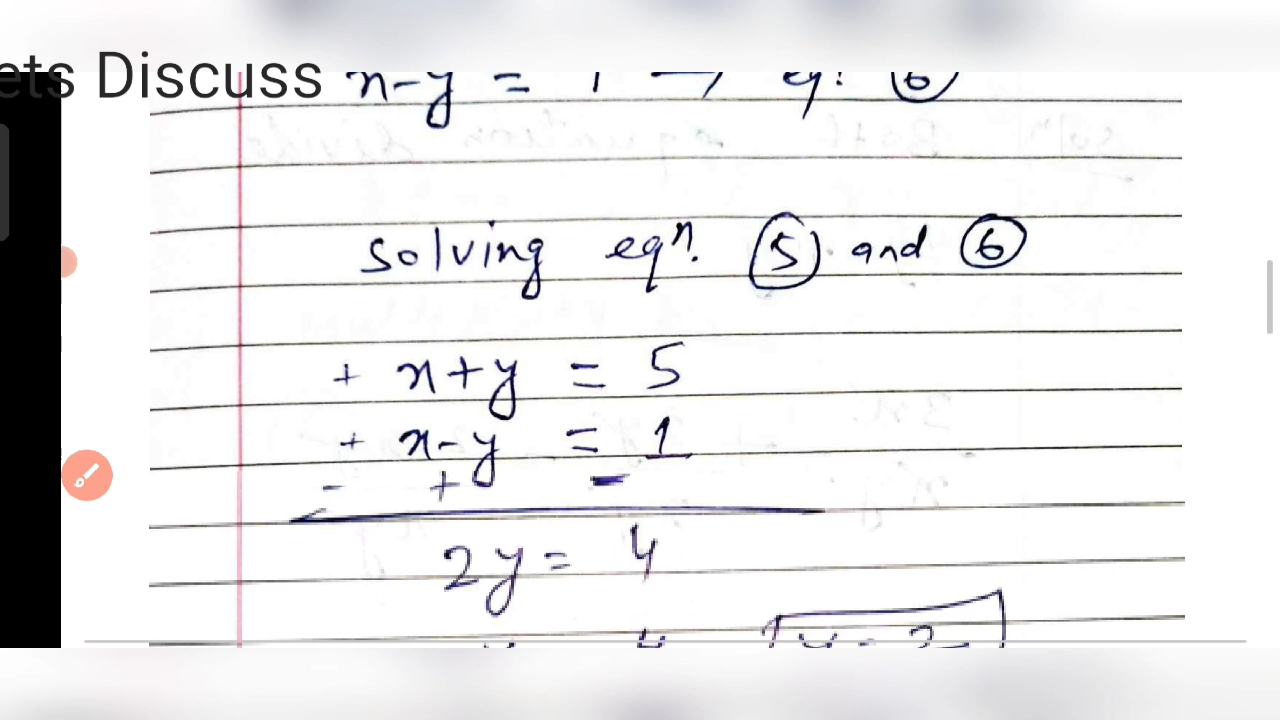 ets Discuss
x-y = 1 → eq. ⑥
solving eqⁿ. ⑤ and ⑥
+ x+y = 5
+ x-y = 1
- + -
2y = 4